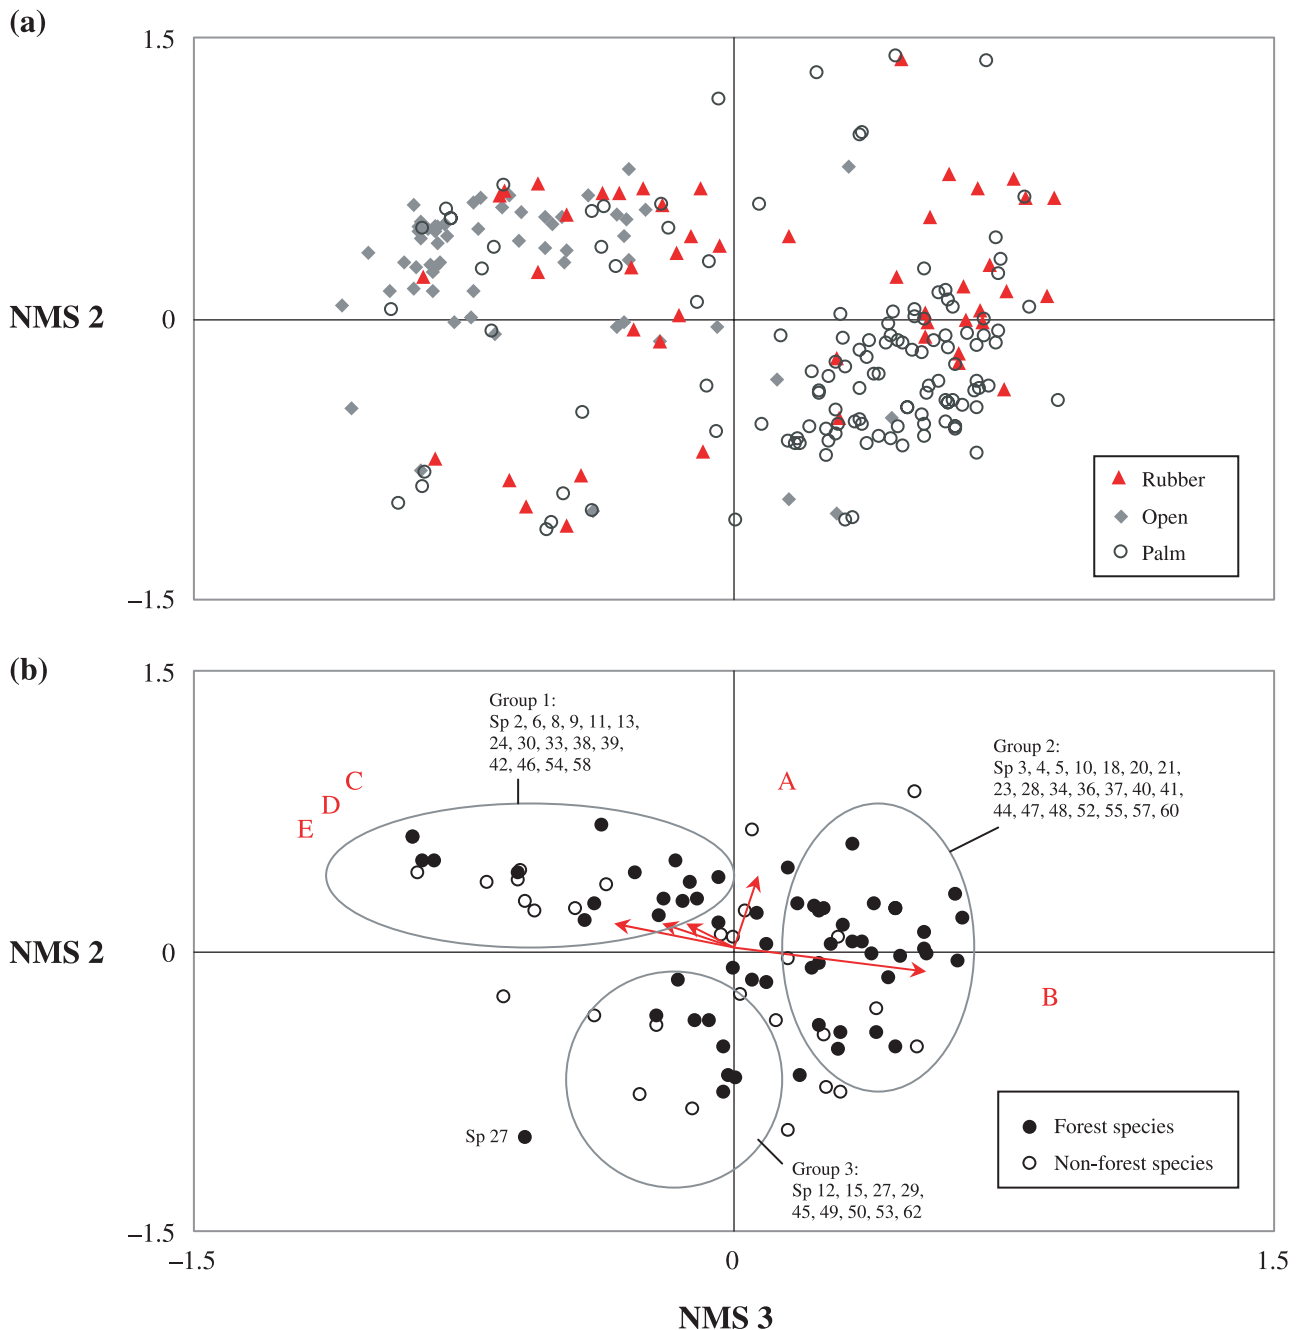 (a)
1.5
NMS 2
0
−1.5
Rubber
Open
Palm
(b)
1.5
Group 1:
Sp 2, 6, 8, 9, 11, 13,
24, 30, 33, 38, 39,
42, 46, 54, 58
Group 2:
Sp 3, 4, 5, 10, 18, 20, 21,
23, 28, 34, 36, 37, 40, 41,
44, 47, 48, 52, 55, 57, 60
C
D
E
A
NMS 2
0
B
Sp 27
Forest species
Non-forest species
Group 3:
Sp 12, 15, 27, 29,
45, 49, 50, 53, 62
−1.5
−1.5
0
1.5
NMS 3